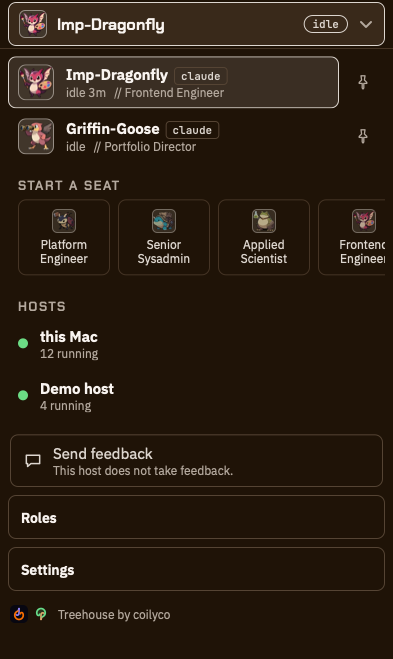 Imp-Dragonfly idle
Imp-Dragonfly claude
idle 3m // Frontend Engineer
Griffin-Goose claude
idle // Portfolio Director
START A SEAT
Platform
Engineer
Senior
Sysadmin
Applied
Scientist
Frontend
Engineer
HOSTS
this Mac
12 running
Demo host
4 running
Send feedback
This host does not take feedback.
Roles
Settings
Treehouse by coilyco